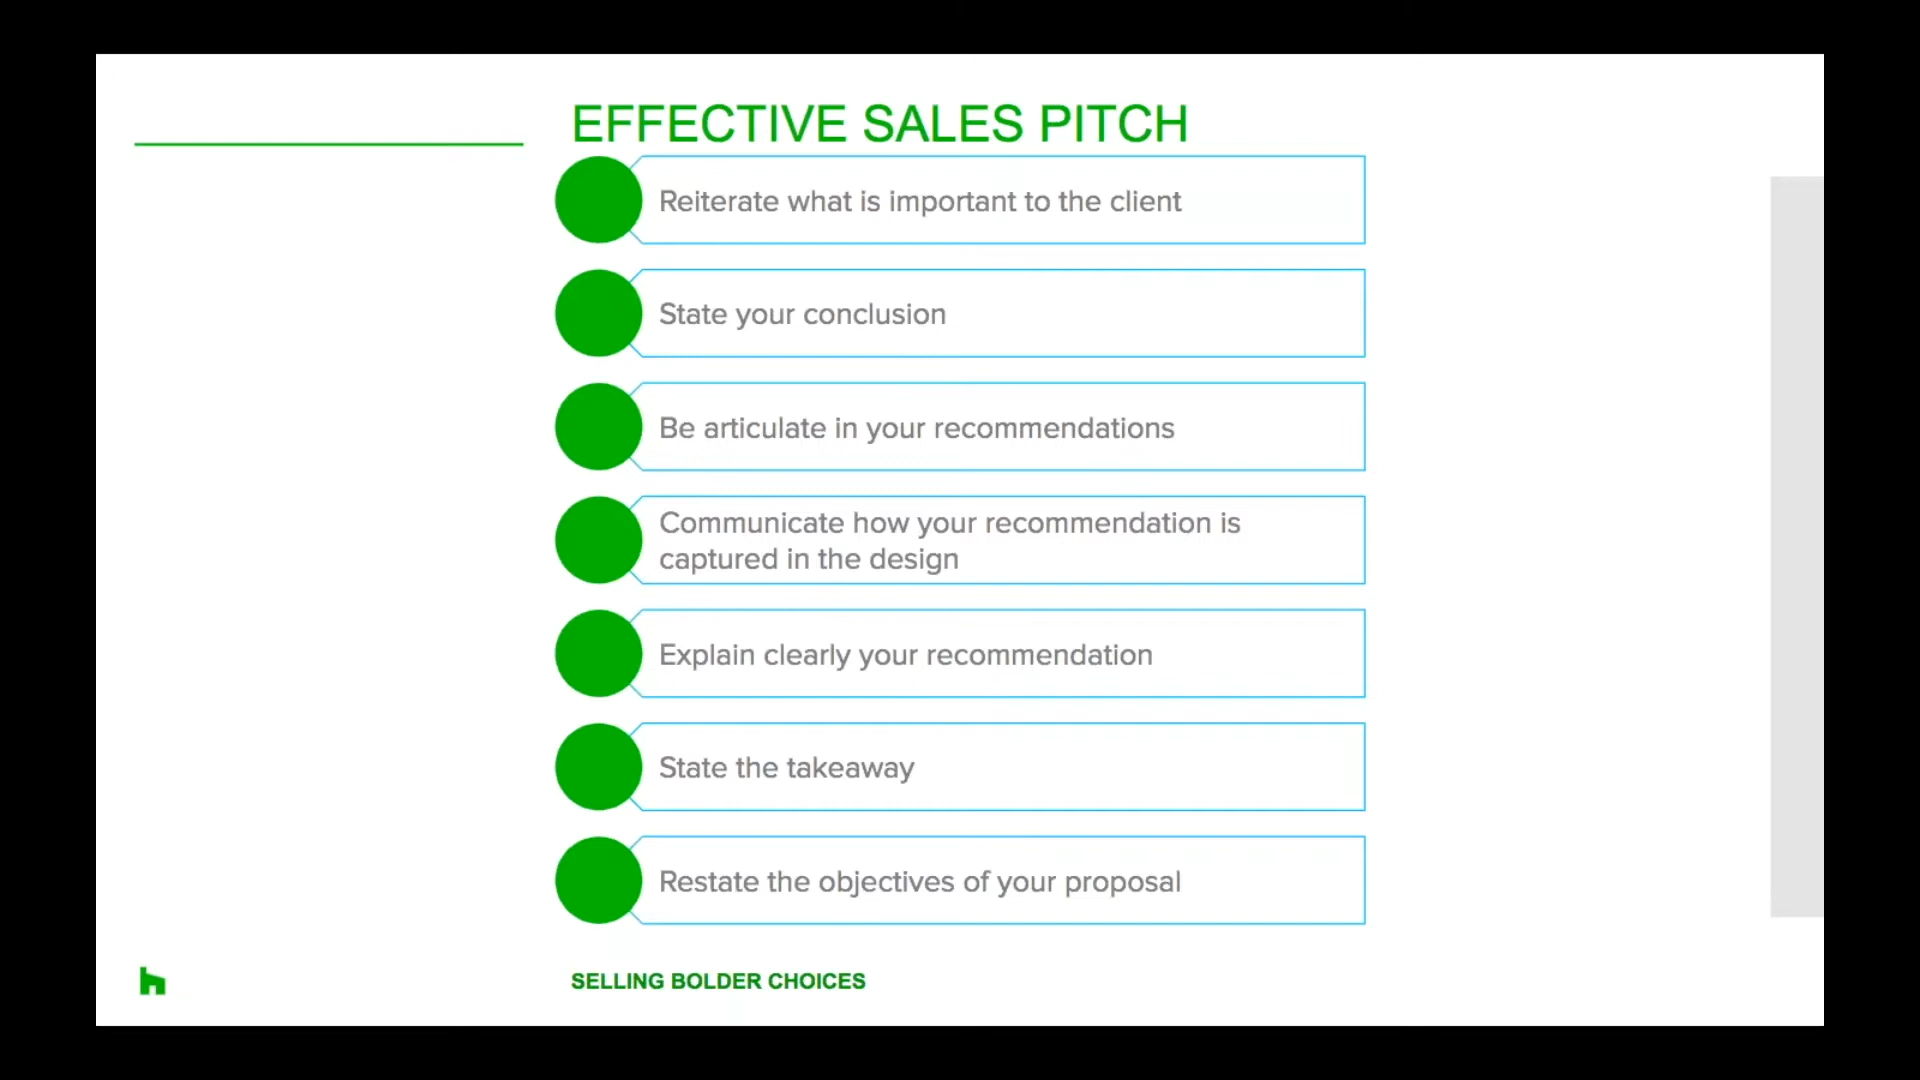 EFFECTIVE SALES PITCH
Reiterate what is important to the client
State your conclusion
Be articulate in your recommendations
Communicate how your recommendation is
captured in the design
Explain clearly your recommendation
State the takeaway
Restate the objectives of your proposal
SELLING BOLDER CHOICES